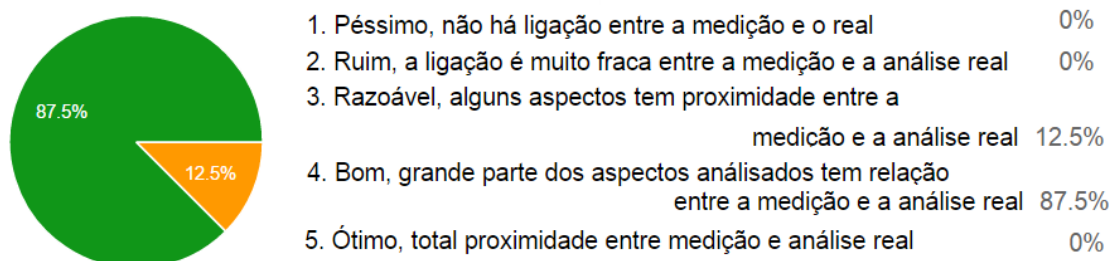 87.5%
12.5%
1. Péssimo, não há ligação entre a medição e o real 0%
2. Ruim, a ligação é muito fraca entre a medição e a análise real 0%
3. Razoável, alguns aspectos tem proximidade entre a
medição e a análise real 12.5%
4. Bom, grande parte dos aspectos análisados tem relação
entre a medição e a análise real 87.5%
5. Ótimo, total proximidade entre medição e análise real 0%